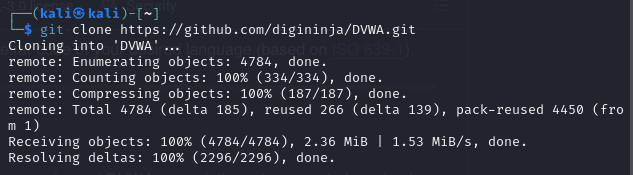 (kali㉿kali)-[~]
$ git clone https://github.com/digininja/DVWA.git
Cloning into 'DVWA'...
remote: Enumerating objects: 4784, done.
remote: Counting objects: 100% (334/334), done.
remote: Compressing objects: 100% (187/187), done.
remote: Total 4784 (delta 185), reused 266 (delta 139), pack-reused 4450 (fro
m 1)
Receiving objects: 100% (4784/4784), 2.36 MiB | 1.53 MiB/s, done.
Resolving deltas: 100% (2296/2296), done.